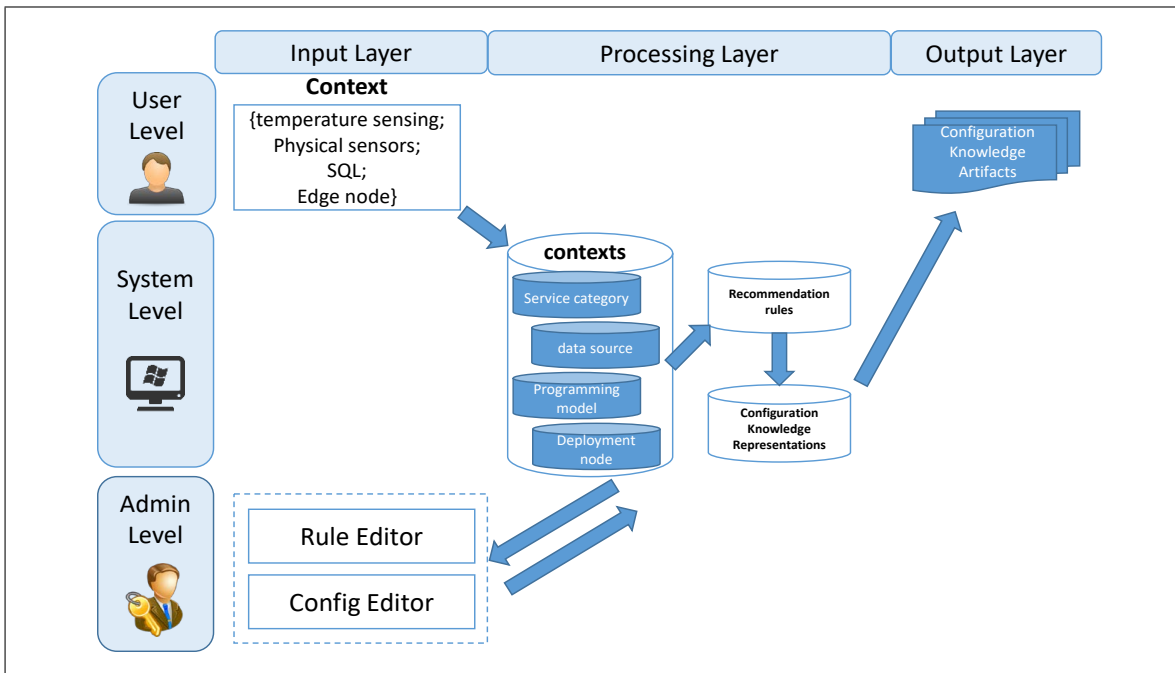 Input Layer
Processing Layer
Output Layer
User
Level
Context
{temperature sensing;
Physical sensors;
SQL;
Edge node}
Configuration
Knowledge
Artifacts
System
Level
contexts
Service category
data source
Programming
model
Deployment
node
Recommendation
rules
Configuration
Knowledge
Representations
Admin
Level
Rule Editor
Config Editor